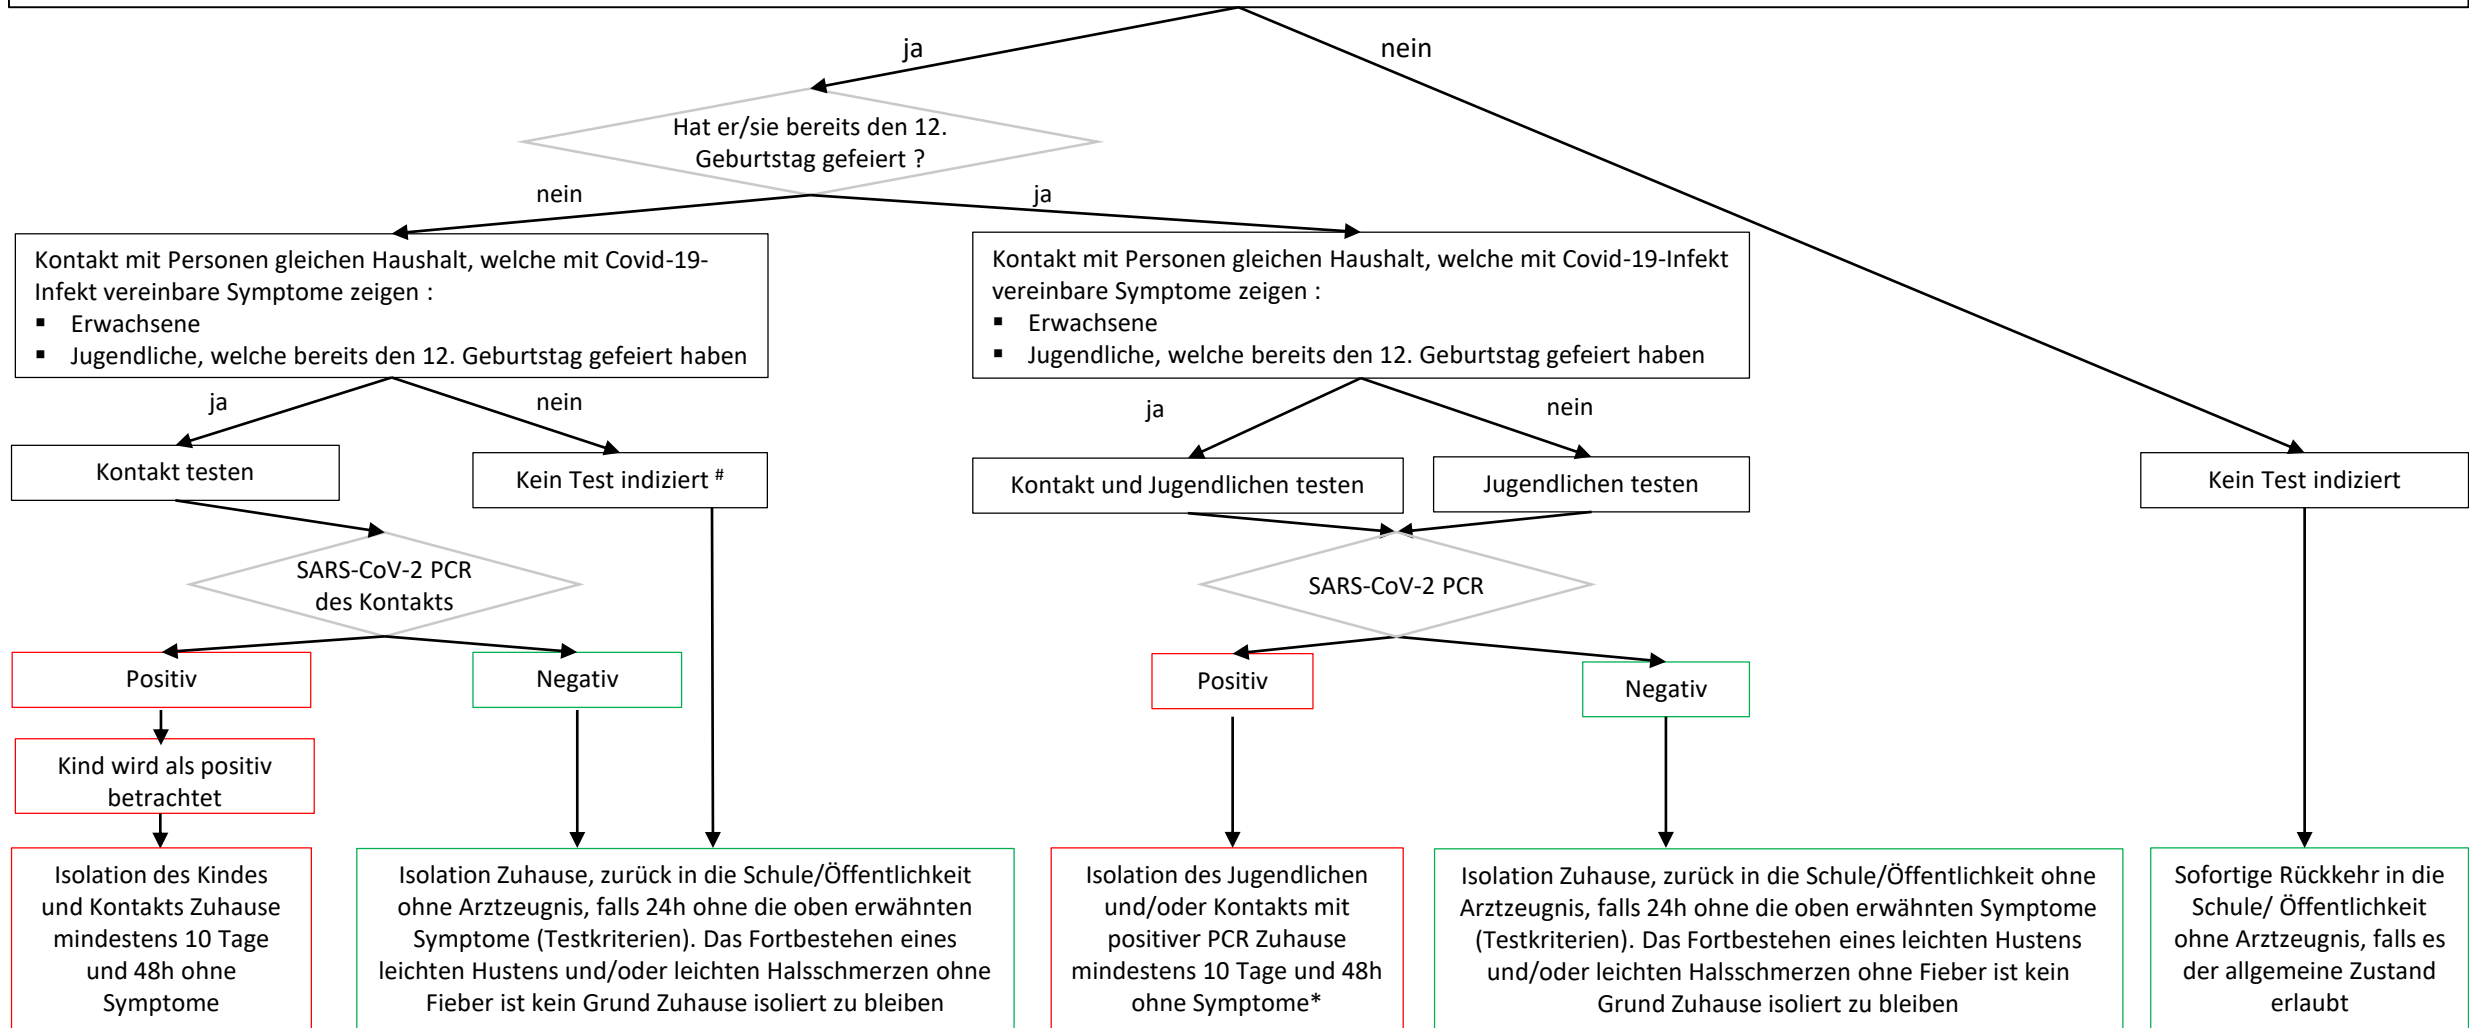 ja
nein
Hat er/sie bereits den 12.
Geburtstag gefeiert ?
nein
ja
Kontakt mit Personen gleichen Haushalt, welche mit Covid-19-
Infekt vereinbare Symptome zeigen :
▪ Erwachsene
▪ Jugendliche, welche bereits den 12. Geburtstag gefeiert haben
Kontakt mit Personen gleichen Haushalt, welche mit Covid-19-Infekt
vereinbare Symptome zeigen :
▪ Erwachsene
▪ Jugendliche, welche bereits den 12. Geburtstag gefeiert haben
ja
nein
ja
nein
Kontakt testen
Kein Test indiziert #
Kontakt und Jugendlichen testen
Jugendlichen testen
Kein Test indiziert
SARS-CoV-2 PCR
des Kontakts
SARS-CoV-2 PCR
Positiv
Negativ
Positiv
Negativ
Kind wird als positiv
betrachtet
Isolation des Kindes
und Kontakts Zuhause
mindestens 10 Tage
und 48h ohne
Symptome
Isolation Zuhause, zurück in die Schule/Öffentlichkeit
ohne Arztzeugnis, falls 24h ohne die oben erwähnten
Symptome (Testkriterien). Das Fortbestehen eines
leichten Hustens und/oder leichten Halsschmerzen ohne
Fieber ist kein Grund Zuhause isoliert zu bleiben
Isolation des Jugendlichen
und/oder Kontakts mit
positiver PCR Zuhause
mindestens 10 Tage und 48h
ohne Symptome*
Isolation Zuhause, zurück in die Schule/Öffentlichkeit ohne
Arztzeugnis, falls 24h ohne die oben erwähnten Symptome
(Testkriterien). Das Fortbestehen eines leichten Hustens
und/oder leichten Halsschmerzen ohne Fieber ist kein
Grund Zuhause isoliert zu bleiben
Sofortige Rückkehr in die
Schule/ Öffentlichkeit
ohne Arztzeugnis, falls es
der allgemeine Zustand
erlaubt